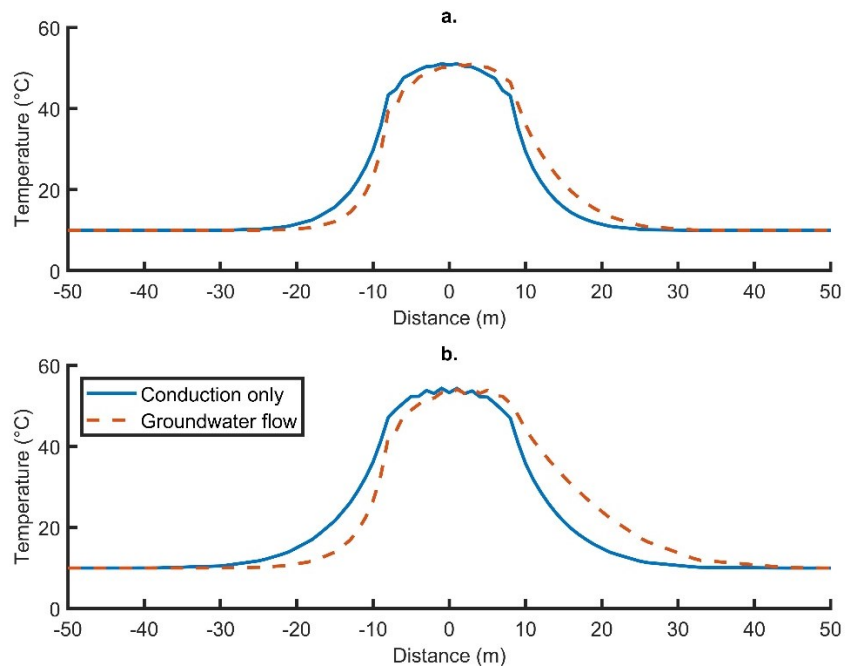 a.
60
40
20
0
Temperature (°C)
-50 -40 -30 -20 -10 0 10 20 30 40 50
Distance (m)
b.
60
40
20
0
Temperature (°C)
Conduction only
Groundwater flow
-50 -40 -30 -20 -10 0 10 20 30 40 50
Distance (m)